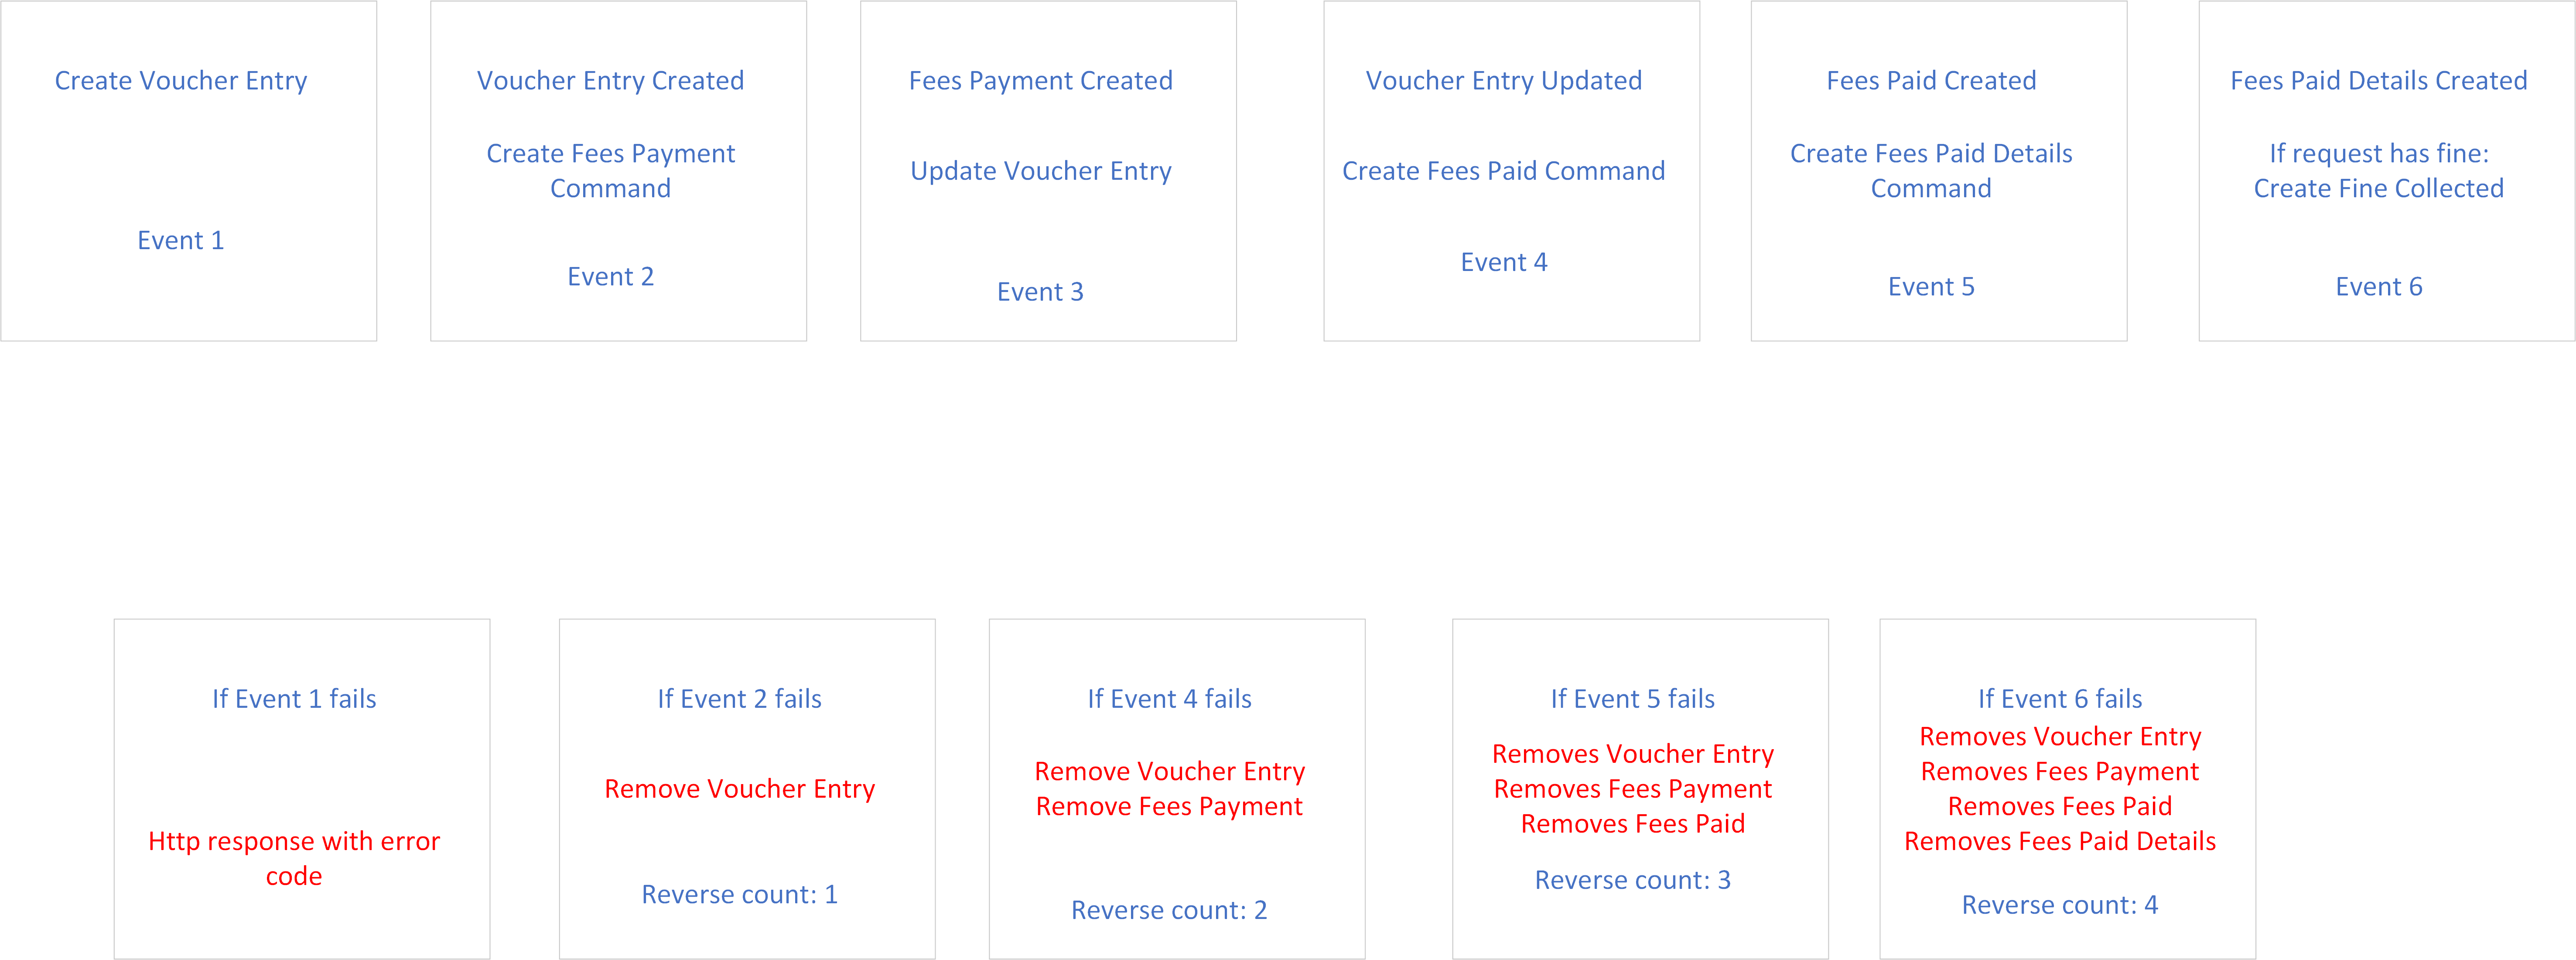 Create Voucher Entry
Event 1
Voucher Entry Created
Create Fees Payment
Command
Event 2
Fees Payment Created
Update Voucher Entry
Event 3
Voucher Entry Updated
Create Fees Paid Command
Event 4
Fees Paid Created
Create Fees Paid Details
Command
Event 5
Fees Paid Details Created
If request has fine:
Create Fine Collected
Event 6
If Event 1 fails
Http response with error
code
If Event 2 fails
Remove Voucher Entry
Reverse count: 1
If Event 4 fails
Remove Voucher Entry
Remove Fees Payment
Reverse count: 2
If Event 5 fails
Removes Voucher Entry
Removes Fees Payment
Removes Fees Paid
Reverse count: 3
If Event 6 fails
Removes Voucher Entry
Removes Fees Payment
Removes Fees Paid
Removes Fees Paid Details
Reverse count: 4